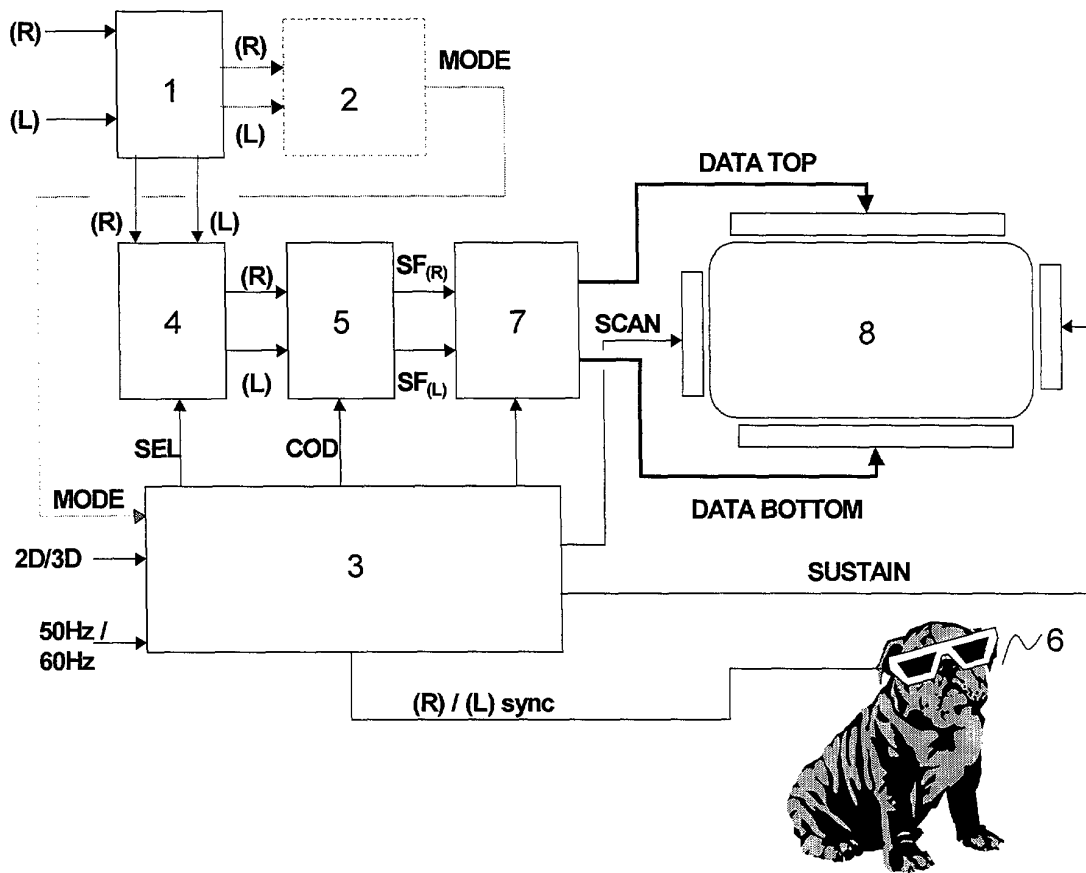 (R)
(R)
MODE
1
2
(L)
(L)
DATA TOP
(R)
(L)
(R)
SF(R)
4
5
7
SCAN
8
(L)
SF(L)
SEL
COD
MODE
DATA BOTTOM
2D/3D
3
SUSTAIN
50Hz /
60Hz
6
(R) / (L) sync